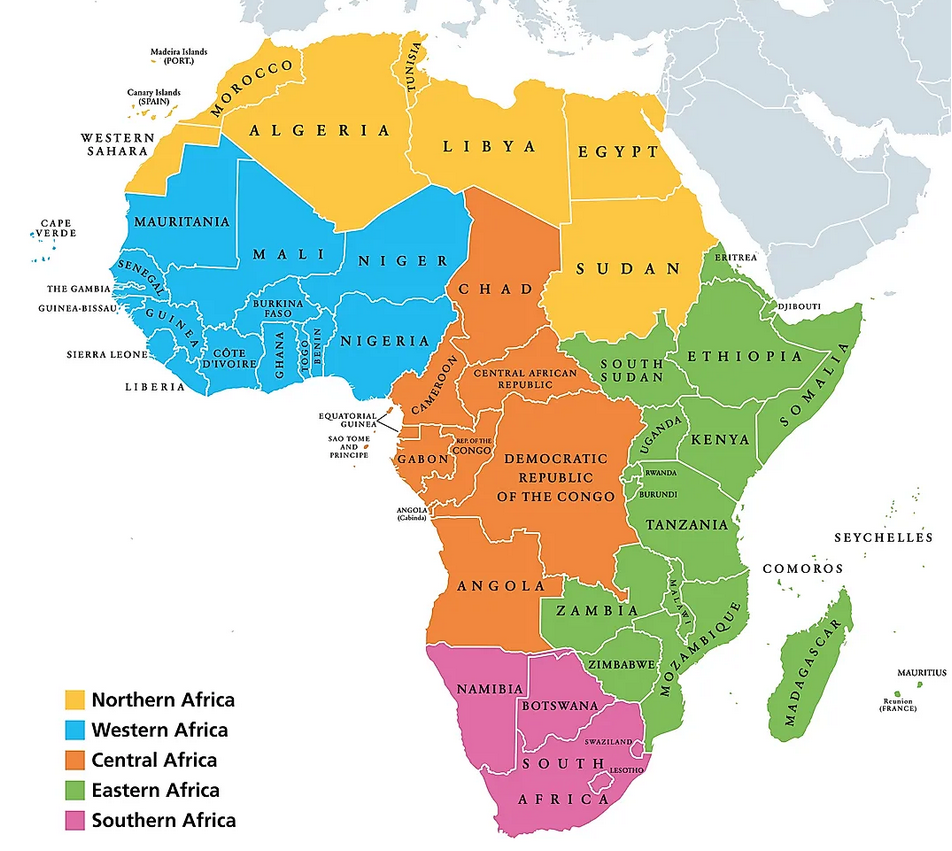 Madeira Islands
(PORT.)
Canary Islands
(SPAIN)
MOROCCO
TUNISIA
ALGERIA
LIBYA
EGYPT
WESTERN
SAHARA
CAPE
VERDE
MAURITANIA
MALI
NIGER
CHAD
SUDAN
ERITREA
SENEGAL
THE GAMBIA
GUINEA-BISSAU
GUINEA
BURKINA
FASO
DJIBOUTI
SIERRA LEONE
LIBERIA
CÔTE
D'IVOIRE
GHANA
TOGO
BENIN
NIGERIA
CAMEROON
CENTRAL AFRICAN
REPUBLIC
SOUTH
SUDAN
ETHIOPIA
SOMALIA
EQUATORIAL
GUINEA
SAO TOME
AND
PRINCIPE
GABON
REP. OF THE
CONGO
DEMOCRATIC
REPUBLIC
OF THE CONGO
UGANDA
KENYA
RWANDA
BURUNDI
TANZANIA
ANGOLA
(Cabinda)
SEYCHELLES
COMOROS
ANGOLA
ZAMBIA
MALAWI
MOZAMBIQUE
ZIMBABWE
MADAGASCAR
MAURITIUS
Reunion
(FRANCE)
NAMIBIA
BOTSWANA
SWAZILAND
LESOTHO
SOUTH
AFRICA
Northern Africa
Western Africa
Central Africa
Eastern Africa
Southern Africa